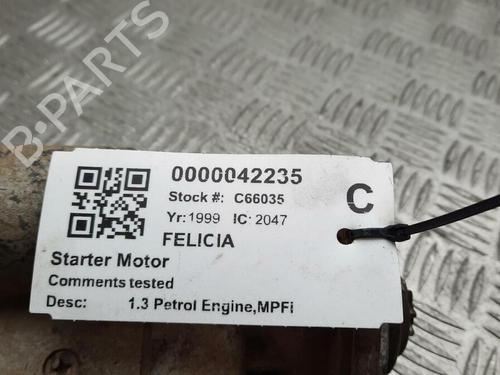 B-PARTS
0000042235
Stock #: C66035
C
Yr: 1999 IC: 2047
FELICIA
Starter Motor
Comments tested
Desc: 1.3 Petrol Engine,MPFi